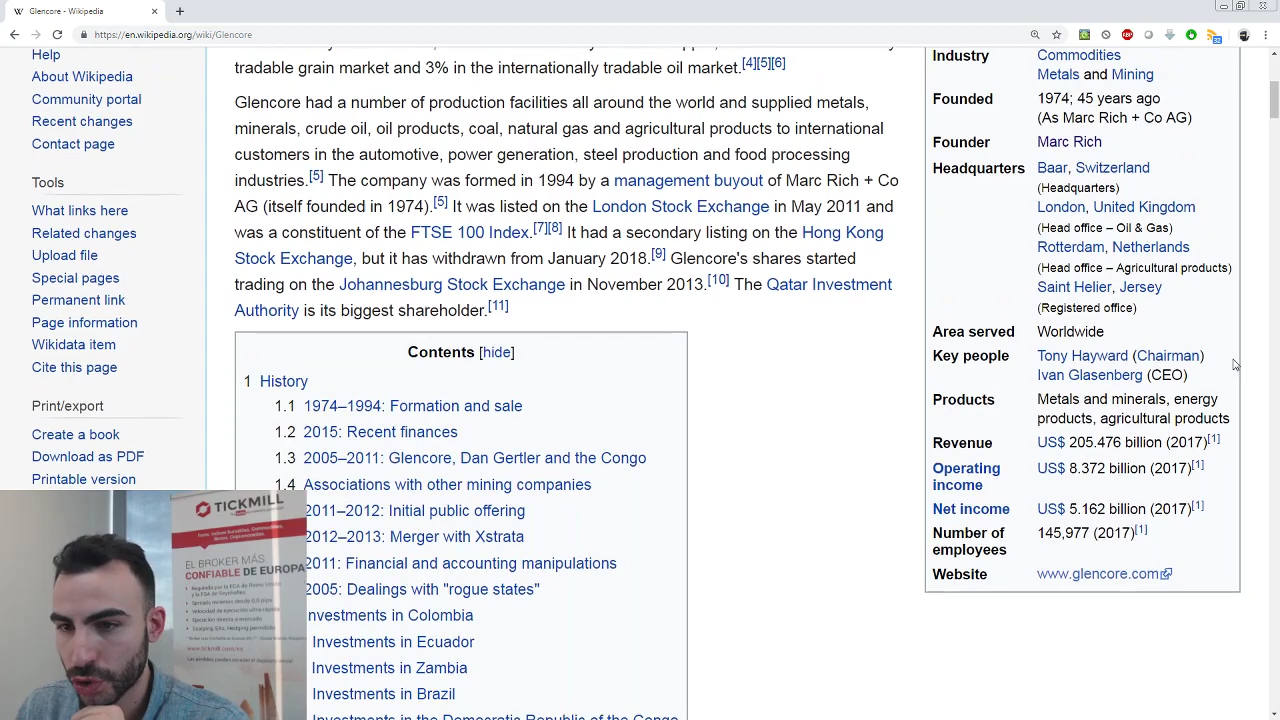 Glencore - Wikipedia
https://en.wikipedia.org/wiki/Glencore
Help
About Wikipedia
Community portal
Recent changes
Contact page
Tools
What links here
Related changes
Upload file
Special pages
Permanent link
Page information
Wikidata item
Cite this page
Print/export
Create a book
Download as PDF
Printable version
tradable grain market and 3% in the internationally tradable oil market.[4][5][6]
Glencore had a number of production facilities all around the world and supplied metals,
minerals, crude oil, oil products, coal, natural gas and agricultural products to international
customers in the automotive, power generation, steel production and food processing
industries.[5] The company was formed in 1994 by a management buyout of Marc Rich + Co
AG (itself founded in 1974).[5] It was listed on the London Stock Exchange in May 2011 and
was a constituent of the FTSE 100 Index.[7][8] It had a secondary listing on the Hong Kong
Stock Exchange, but it has withdrawn from January 2018.[9] Glencore's shares started
trading on the Johannesburg Stock Exchange in November 2013.[10] The Qatar Investment
Authority is its biggest shareholder.[11]
Contents [hide]
1 History
1.1 1974–1994: Formation and sale
1.2 2015: Recent finances
1.3 2005–2011: Glencore, Dan Gertler and the Congo
1.4 Associations with other mining companies
2011–2012: Initial public offering
2012–2013: Merger with Xstrata
2011: Financial and accounting manipulations
2005: Dealings with "rogue states"
Investments in Colombia
Investments in Ecuador
Investments in Zambia
Investments in Brazil
Investments in the Democratic Republic of the Congo
Industry Commodities
Metals and Mining
Founded 1974; 45 years ago
(As Marc Rich + Co AG)
Founder Marc Rich
Headquarters Baar, Switzerland
(Headquarters)
London, United Kingdom
(Head office – Oil & Gas)
Rotterdam, Netherlands
(Head office – Agricultural products)
Saint Helier, Jersey
(Registered office)
Area served Worldwide
Key people Tony Hayward (Chairman)
Ivan Glasenberg (CEO)
Products Metals and minerals, energy
products, agricultural products
Revenue US$ 205.476 billion (2017)[1]
Operating income US$ 8.372 billion (2017)[1]
Net income US$ 5.162 billion (2017)[1]
Number of employees 145,977 (2017)[1]
Website www.glencore.com
TICKMILL
EL BROKER MÁS
CONFIABLE DE EUROPA
www.tickmill.com/es